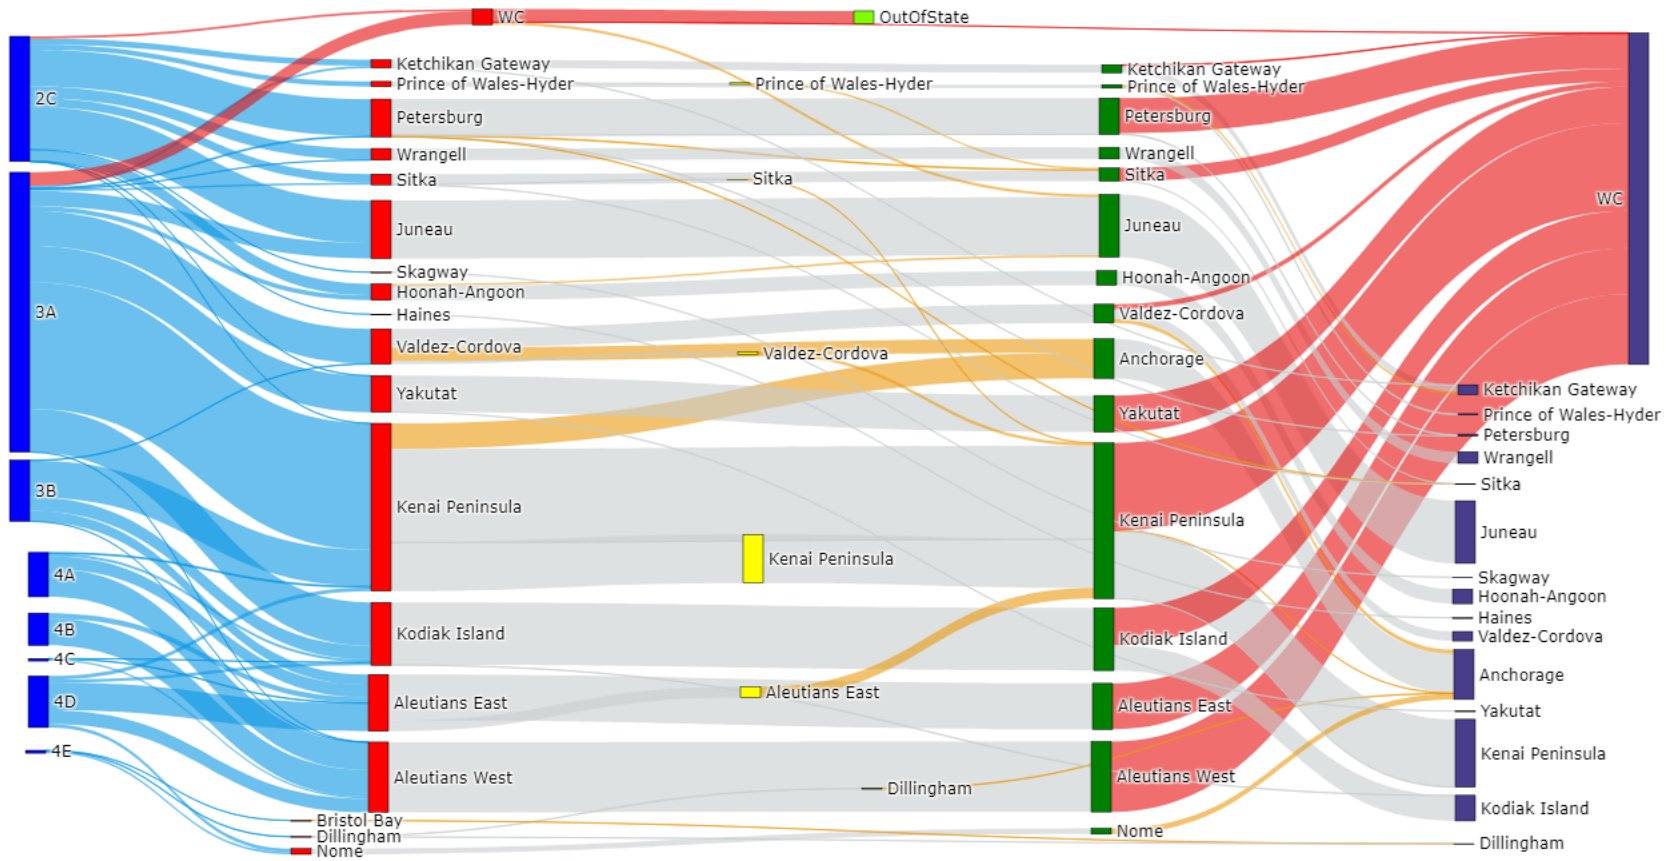 2C
3A
3B
4A
4B
4C
4D
4E
WC
Ketchikan Gateway
Prince of Wales-Hyder
Petersburg
Wrangell
Sitka
Juneau
Skagway
Hoonah-Angoon
Haines
Valdez-Cordova
Yakutat
Kenai Peninsula
Kodiak Island
Aleutians East
Aleutians West
Bristol Bay
Dillingham
Nome
Prince of Wales-Hyder
Sitka
Valdez-Cordova
Kenai Peninsula
Aleutians East
Dillingham
OutOfState
Ketchikan Gateway
Prince of Wales-Hyder
Petersburg
Wrangell
Sitka
Juneau
Hoonah-Angoon
Valdez-Cordova
Anchorage
Yakutat
Kenai Peninsula
Kodiak Island
Aleutians East
Aleutians West
Nome
WC
Ketchikan Gateway
Prince of Wales-Hyder
Petersburg
Wrangell
Sitka
Juneau
Skagway
Hoonah-Angoon
Haines
Valdez-Cordova
Anchorage
Yakutat
Kenai Peninsula
Kodiak Island
Dillingham